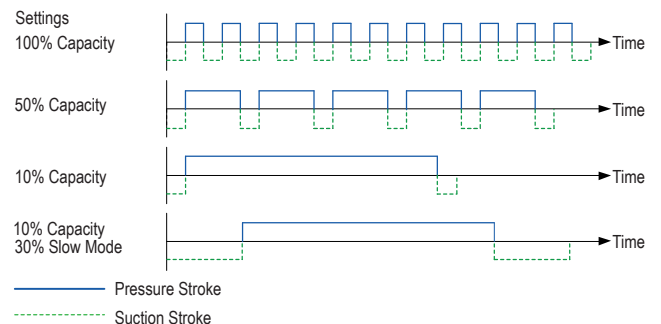 Settings
100% Capacity
Time
50% Capacity
Time
10% Capacity
Time
10% Capacity
30% Slow Mode
Time
Pressure Stroke
Suction Stroke